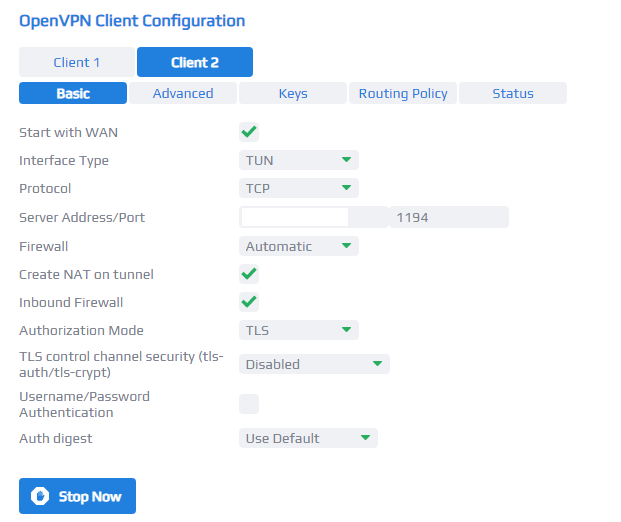 OpenVPN Client Configuration
Client 1 Client 2
Basic Advanced Keys Routing Policy Status
Start with WAN
Interface Type TUN
Protocol TCP
Server Address/Port 1194
Firewall Automatic
Create NAT on tunnel
Inbound Firewall
Authorization Mode TLS
TLS control channel security (tls-
auth/tls-crypt) Disabled
Username/Password
Authentication
Auth digest Use Default
Stop Now